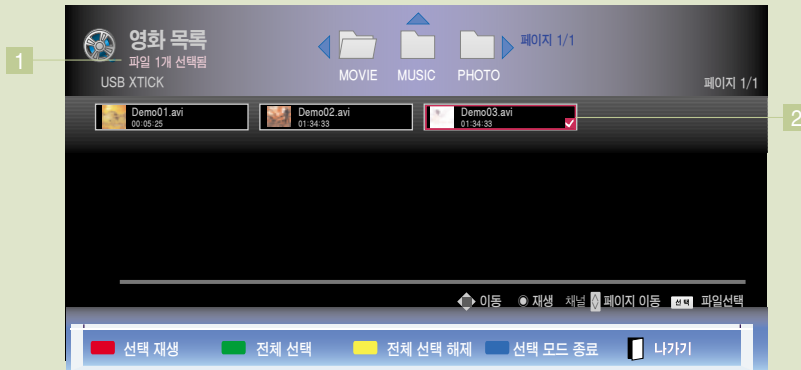 1
영화 목록
파일 1개 선택됨
USB XTICK
MOVIE MUSIC PHOTO
페이지 1/1
페이지 1/1
Demo01.avi
00:05:25
Demo02.avi
01:34:33
Demo03.avi
01:34:33
2
이동 재생 채널 페이지 이동 선택 파일선택
선택 재생 전체 선택 전체 선택 해제 선택 모드 종료 나가기